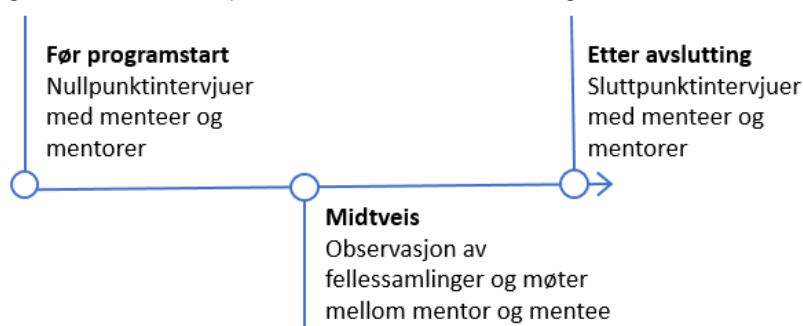 Før programstart
Nullpunktintervjuer
med menteer og
mentorer
Etter avslutting
Sluttpunktintervjuer
med menteer og
mentorer
Midtveis
Observasjon av
fellessamlinger og møter
mellom mentor og mentee